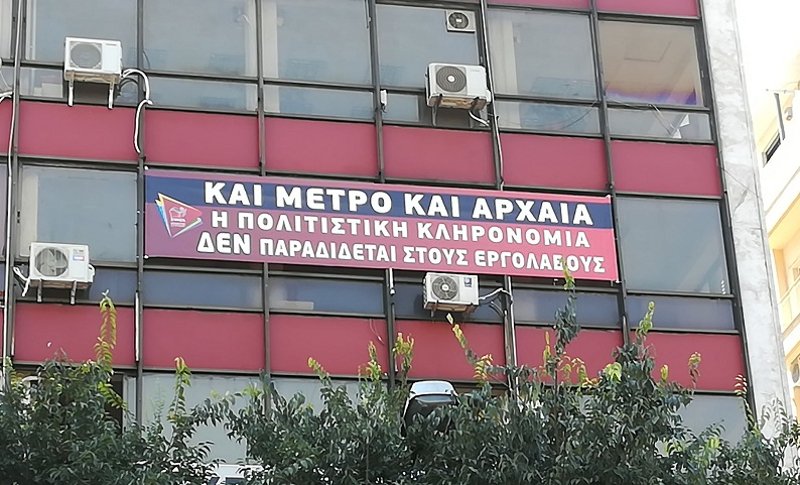 ΚΑΙ ΜΕΤΡΟ ΚΑΙ ΑΡΧΑΙΑ
Η ΠΟΛΙΤΙΣΤΙΚΗ ΚΛΗΡΟΝΟΜΙΑ
ΔΕΝ ΠΑΡΑΔΙΔΕΤΑΙ ΣΤΟΥΣ ΕΡΓΟΛΑΒΟΥΣ